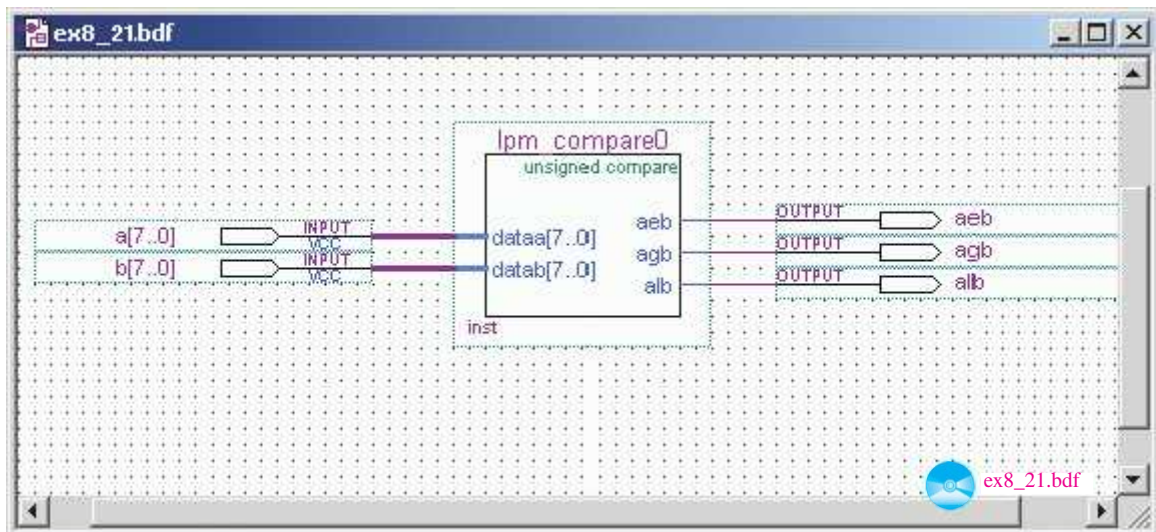 ex8_21.bdf
lpm_compare0
unsigned compare
a[7..0] INPUT VCC
b[7..0] INPUT VCC
dataa[7..0]
datab[7..0]
aeb
agb
alb
OUTPUT aeb
OUTPUT agb
OUTPUT alb
inst
ex8_21.bdf